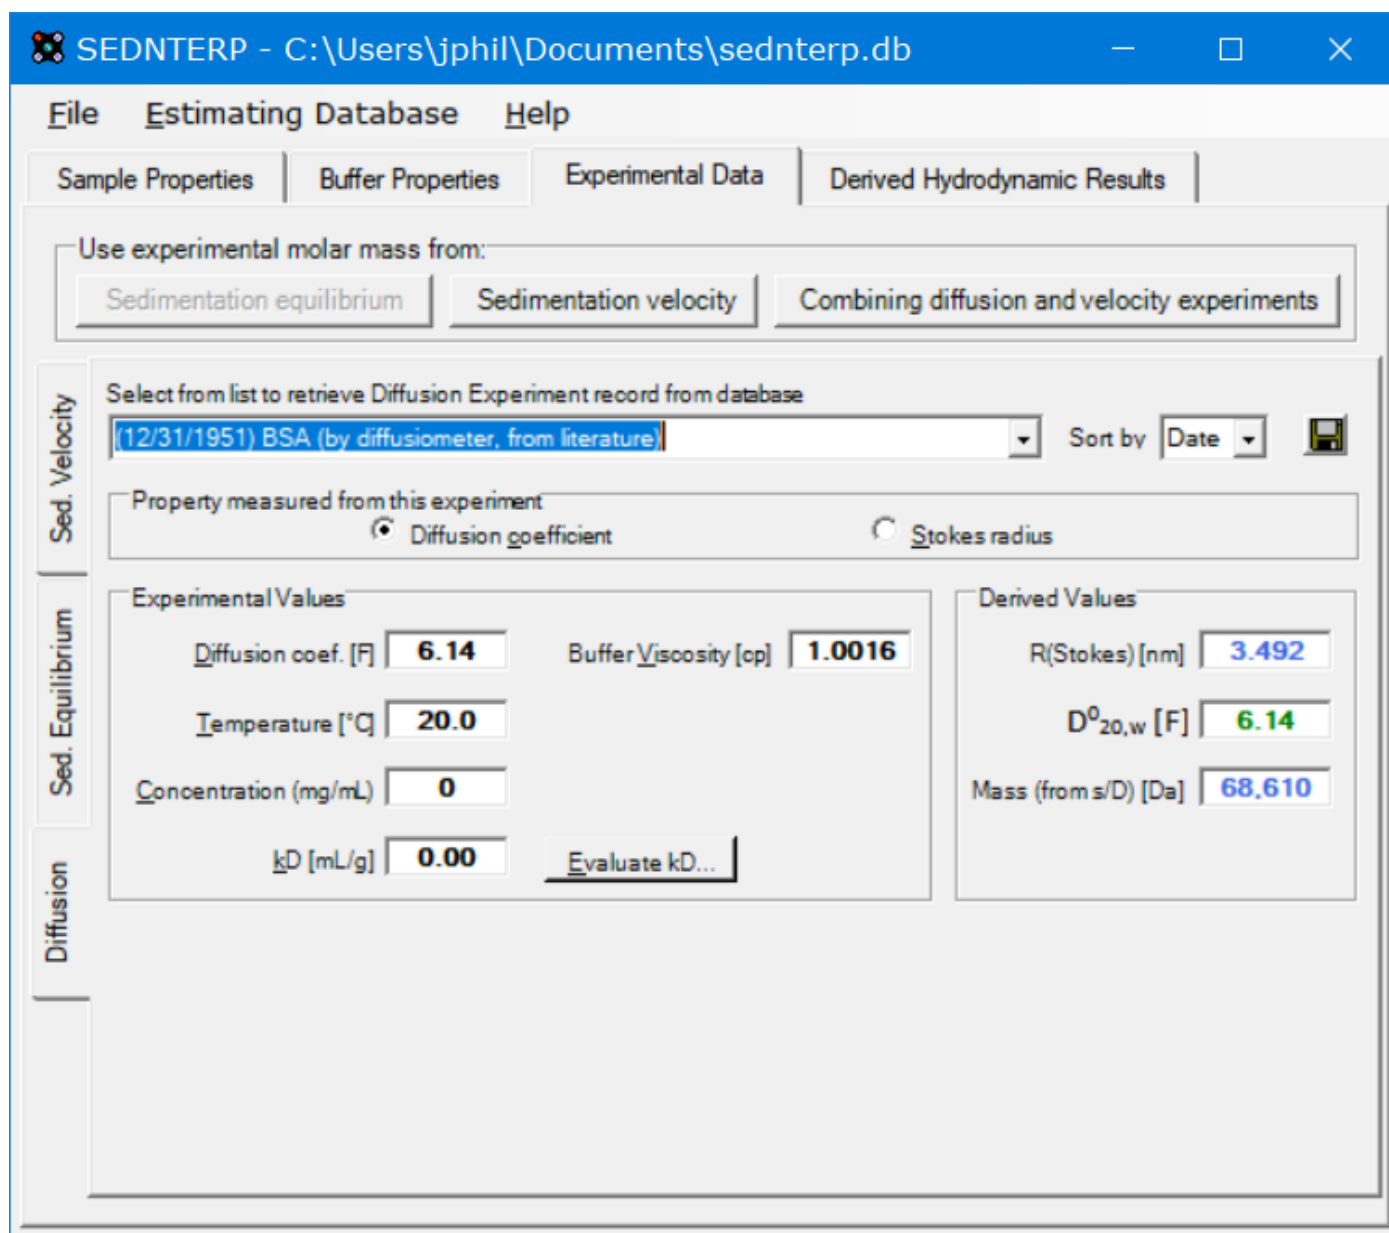 SEDNTERP - C:\Users\jphil\Documents\sednterp.db
File Estimating Database Help
Sample Properties Buffer Properties Experimental Data Derived Hydrodynamic Results
Use experimental molar mass from:
Sedimentation equilibrium Sedimentation velocity Combining diffusion and velocity experiments
Sed. Velocity
Sed. Equilibrium
Diffusion
Select from list to retrieve Diffusion Experiment record from database
(12/31/1951) BSA (by diffusiometer, from literature) Sort by Date
Property measured from this experiment
Diffusion coefficient Stokes radius
Experimental Values Derived Values
Diffusion coef. [F] 6.14 Buffer Viscosity [cp] 1.0016 R(Stokes) [nm] 3.492
Temperature [°C] 20.0 D⁰20,w [F] 6.14
Concentration (mg/mL) 0 Mass (from s/D) [Da] 68,610
kD [mL/g] 0.00 Evaluate kD...